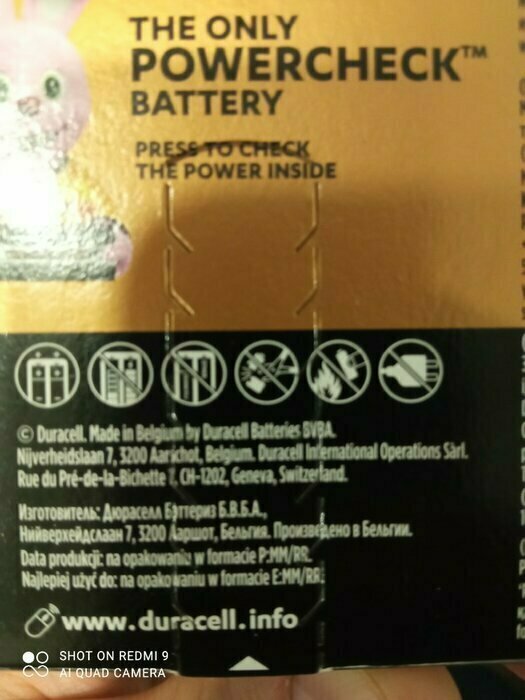 THE ONLY
POWERCHECK™
BATTERY
PRESS TO CHECK
THE POWER INSIDE
© Duracell. Made in Belgium by Duracell Batteries BVBA.
Nijverheidslaan 7, 3200 Aarschot, Belgium. Duracell International Operations Sàrl.
Rue du Pré-de-la-Bichette 1, CH-1202, Geneva, Switzerland.
Изготовитель: Дюраселл Бэттериз Б.В.Б.А.,
Нийверхейдслаан 7, 3200 Ааршот, Бельгия. Произведено в Бельгии.
Data produkcji: na opakowaniu w formacie P:MM/RR.
Najlepiej użyć do: na opakowaniu w formacie E:MM/RR.
www.duracell.info
SHOT ON REDMI 9
AI QUAD CAMERA